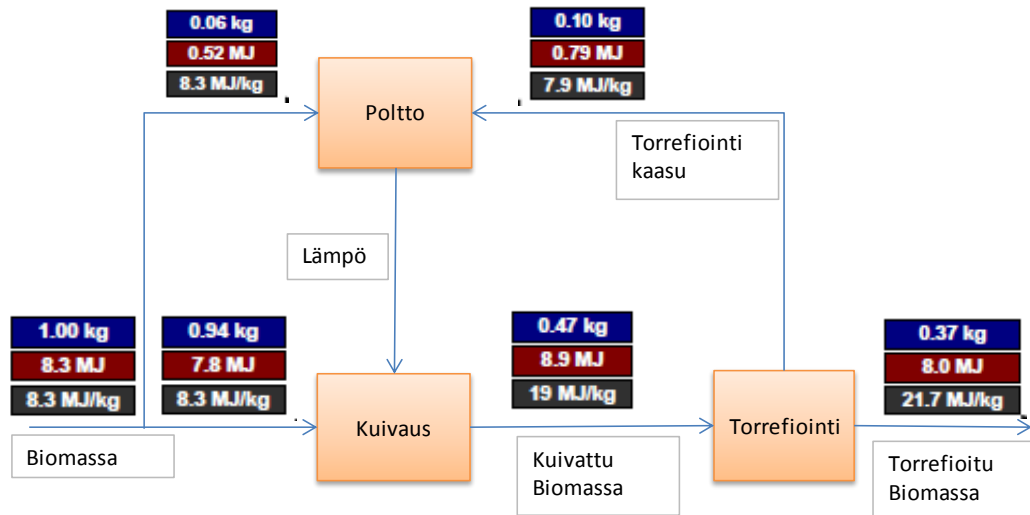 0.06 kg
0.52 MJ
8.3 MJ/kg
0.10 kg
0.79 MJ
7.9 MJ/kg
Poltto
Torrefiointi
kaasu
Lämpö
1.00 kg
8.3 MJ
8.3 MJ/kg
0.94 kg
7.8 MJ
8.3 MJ/kg
0.47 kg
8.9 MJ
19 MJ/kg
0.37 kg
8.0 MJ
21.7 MJ/kg
Kuivaus
Torrefiointi
Biomassa
Kuivattu
Biomassa
Torrefioitu
Biomassa